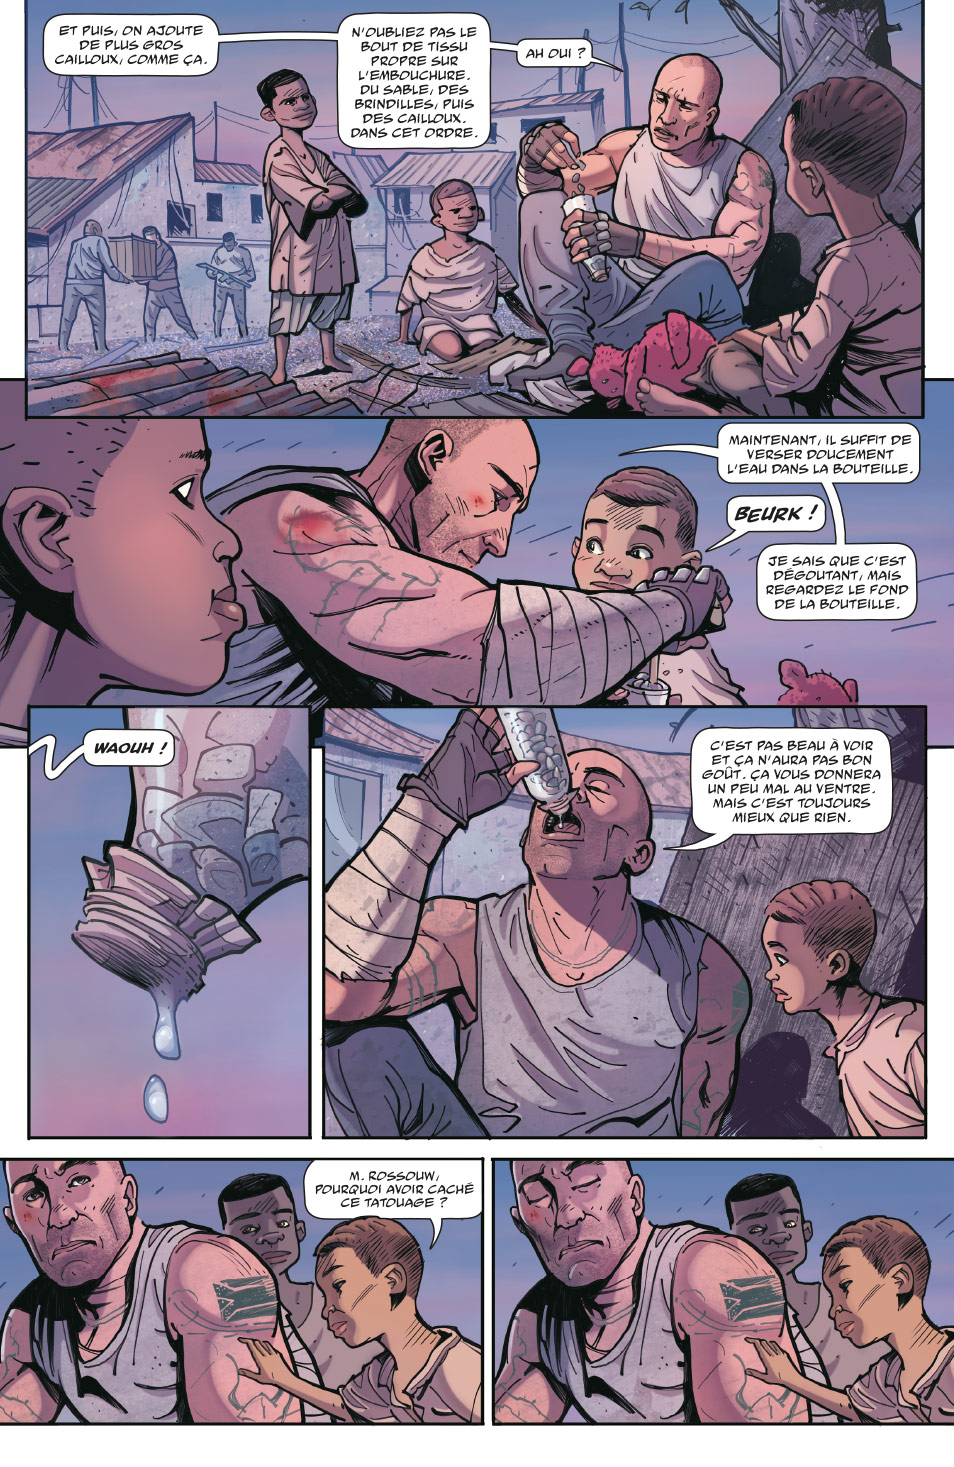 ET PUIS, ON AJOUTE
DE PLUS GROS
CAILLOUX, COMME ÇA.
N'OUBLIEZ PAS LE
BOUT DE TISSU
PROPRE SUR
L'EMBOUCHURE.
DU SABLE, DES
BRINDILLES, PUIS
DES CAILLOUX.
DANS CET ORDRE.
AH OUI ?
MAINTENANT, IL SUFFIT DE
VERSER DOUCEMENT
L'EAU DANS LA BOUTEILLE.
BEURK !
JE SAIS QUE C'EST
DÉGOUTANT, MAIS
REGARDEZ LE FOND
DE LA BOUTEILLE.
WAOUH !
C'EST PAS BEAU À VOIR
ET ÇA N'AURA PAS BON
GOÛT. ÇA VOUS DONNERA
UN PEU MAL AU VENTRE.
MAIS C'EST TOUJOURS
MIEUX QUE RIEN.
M. ROSSOUW,
POURQUOI AVOIR CACHÉ
CE TATOUAGE ?